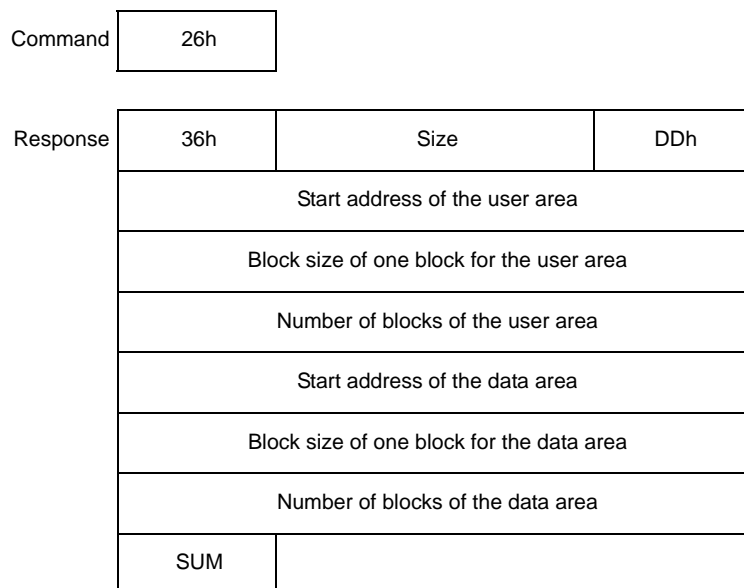 Command 26h
Response 36h Size DDh
Start address of the user area
Block size of one block for the user area
Number of blocks of the user area
Start address of the data area
Block size of one block for the data area
Number of blocks of the data area
SUM